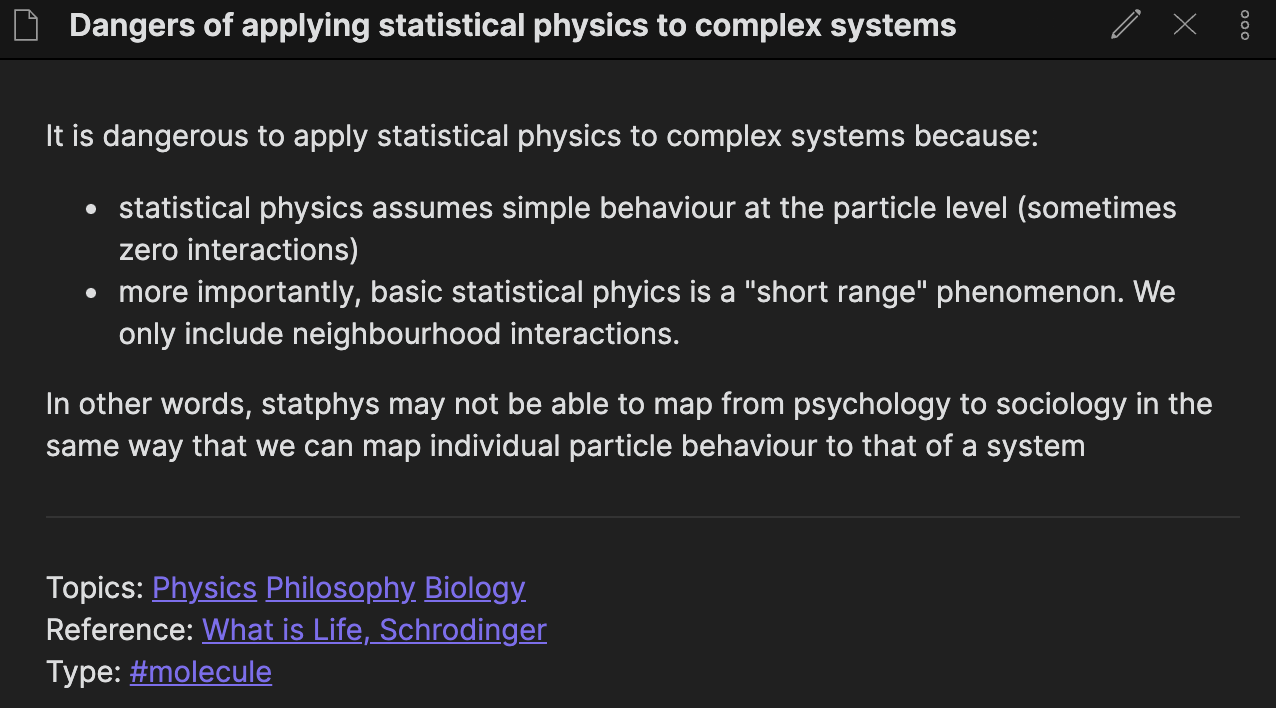 Dangers of applying statistical physics to complex systems
It is dangerous to apply statistical physics to complex systems because:
• statistical physics assumes simple behaviour at the particle level (sometimes
zero interactions)
• more importantly, basic statistical phyics is a "short range" phenomenon. We
only include neighbourhood interactions.
In other words, statphys may not be able to map from psychology to sociology in the
same way that we can map individual particle behaviour to that of a system
Topics: Physics Philosophy Biology
Reference: What is Life, Schrodinger
Type: #molecule